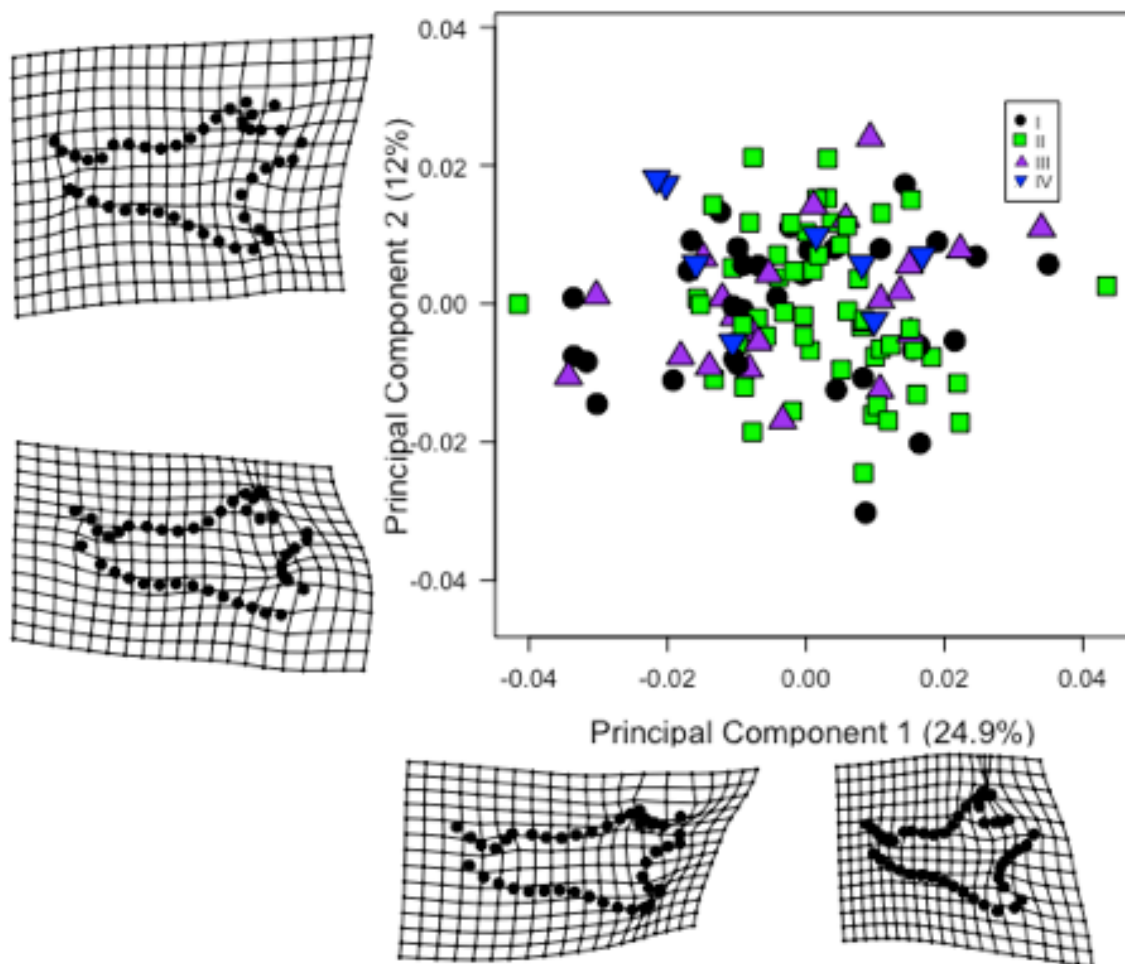 0.04
0.02
0.00
-0.02
-0.04
Principal Component 2 (12%)
I
II
III
IV
-0.04 -0.02 0.00 0.02 0.04
Principal Component 1 (24.9%)